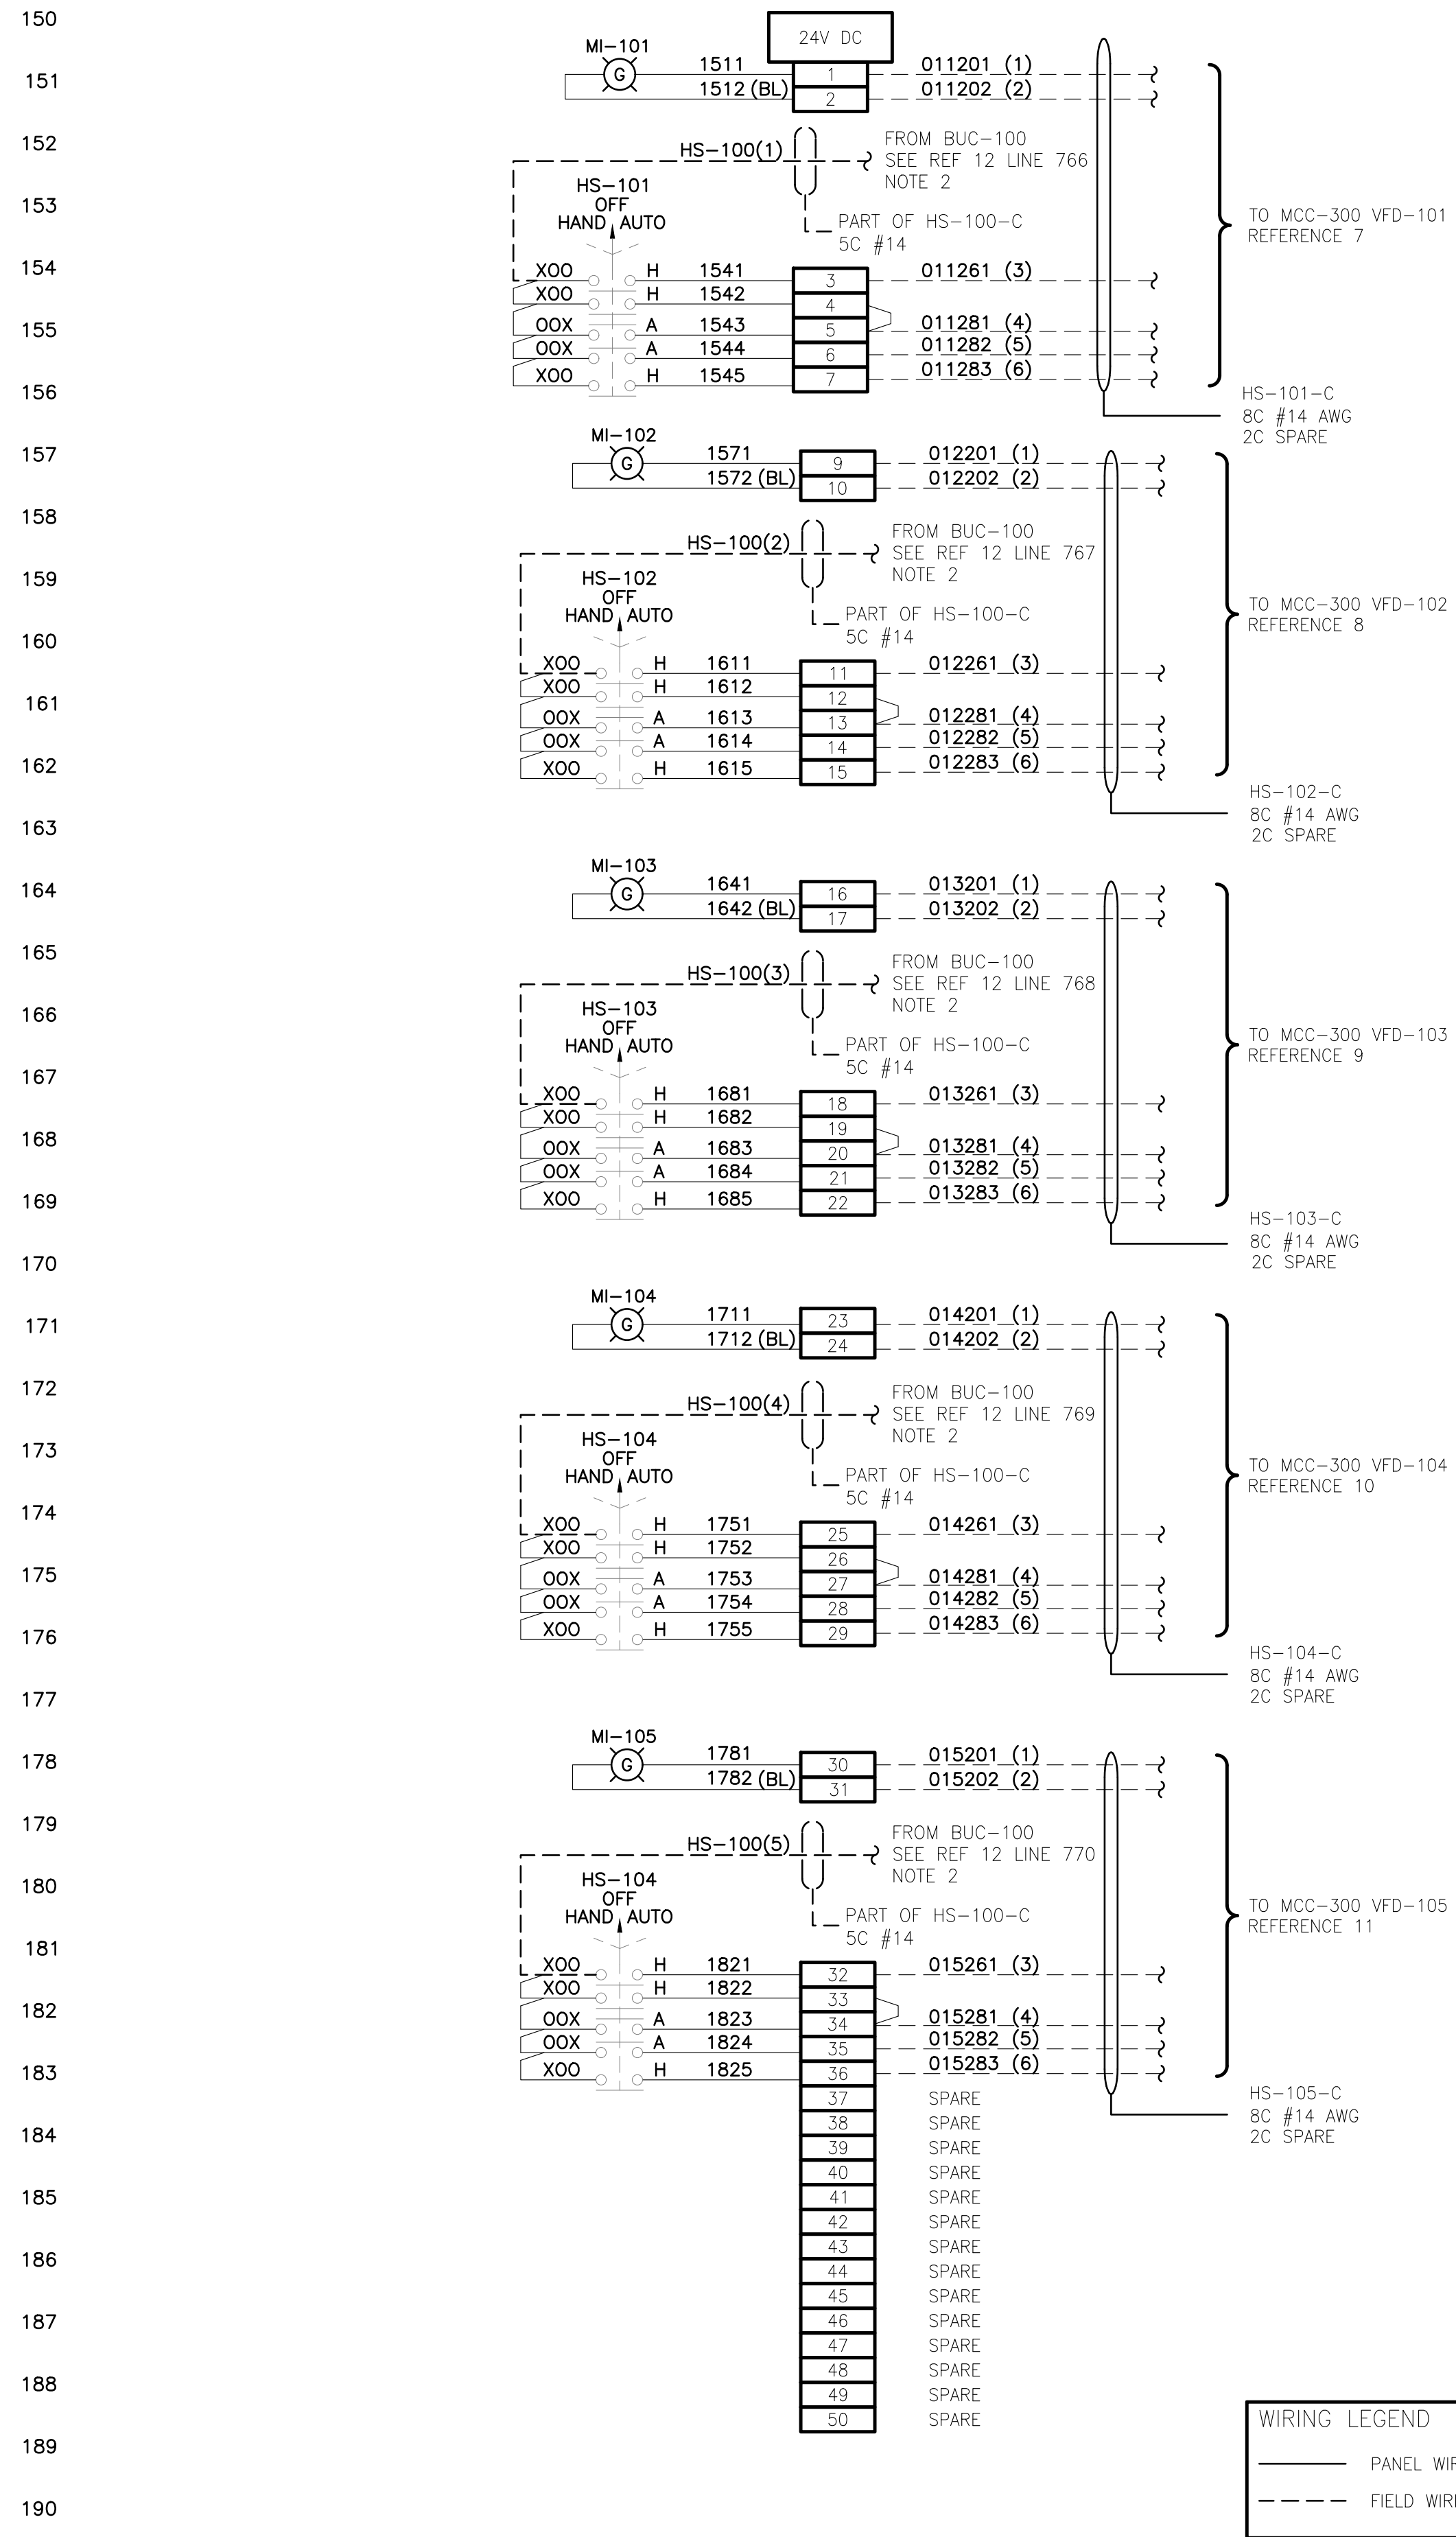 150
24V DC
MI-101
G
1511
1
011201 (1)
151
1512 (BL)
2
011202 (2)
152
HS-100(1)
FROM BUC-100
SEE REF 12 LINE 766
NOTE 2
HS-101
OFF
HAND AUTO
153
PART OF HS-100-C
5C #14
TO MCC-300 VFD-101
REFERENCE 7
154
XOO H 1541 3 011261 (3)
XOO H 1542 4
155
OOX A 1543 5 011281 (4)
OOX A 1544 6 011282 (5)
XOO H 1545 7 011283 (6)
156
HS-101-C
8C #14 AWG
2C SPARE
MI-102
G
157
1571 9 012201 (1)
1572 (BL) 10 012202 (2)
158
HS-100(2)
FROM BUC-100
SEE REF 12 LINE 767
NOTE 2
159
HS-102
OFF
HAND AUTO
PART OF HS-100-C
5C #14
TO MCC-300 VFD-102
REFERENCE 8
160
XOO H 1611 11 012261 (3)
XOO H 1612 12
161
OOX A 1613 13 012281 (4)
OOX A 1614 14 012282 (5)
162
XOO H 1615 15 012283 (6)
HS-102-C
8C #14 AWG
2C SPARE
163
MI-103
G
164
1641 16 013201 (1)
1642 (BL) 17 013202 (2)
165
HS-100(3)
FROM BUC-100
SEE REF 12 LINE 768
NOTE 2
166
HS-103
OFF
HAND AUTO
PART OF HS-100-C
5C #14
TO MCC-300 VFD-103
REFERENCE 9
167
XOO H 1681 18 013261 (3)
XOO H 1682 19
168
OOX A 1683 20 013281 (4)
OOX A 1684 21 013282 (5)
169
XOO H 1685 22 013283 (6)
HS-103-C
8C #14 AWG
2C SPARE
170
MI-104
G
171
1711 23 014201 (1)
1712 (BL) 24 014202 (2)
172
HS-100(4)
FROM BUC-100
SEE REF 12 LINE 769
NOTE 2
173
HS-104
OFF
HAND AUTO
PART OF HS-100-C
5C #14
TO MCC-300 VFD-104
REFERENCE 10
174
XOO H 1751 25 014261 (3)
XOO H 1752 26
175
OOX A 1753 27 014281 (4)
OOX A 1754 28 014282 (5)
176
XOO H 1755 29 014283 (6)
HS-104-C
8C #14 AWG
2C SPARE
177
MI-105
G
178
1781 30 015201 (1)
1782 (BL) 31 015202 (2)
179
HS-100(5)
FROM BUC-100
SEE REF 12 LINE 770
NOTE 2
180
HS-104
OFF
HAND AUTO
PART OF HS-100-C
5C #14
TO MCC-300 VFD-105
REFERENCE 11
181
XOO H 1821 32 015261 (3)
XOO H 1822 33
182
OOX A 1823 34 015281 (4)
OOX A 1824 35 015282 (5)
183
XOO H 1825 36 015283 (6)
HS-105-C
8C #14 AWG
2C SPARE
37 SPARE
38 SPARE
184
39 SPARE
40 SPARE
185
41 SPARE
42 SPARE
43 SPARE
186
44 SPARE
45 SPARE
187
46 SPARE
47 SPARE
188
48 SPARE
49 SPARE
50 SPARE
189
190
WIRING LEGEND
PANEL
FIELD